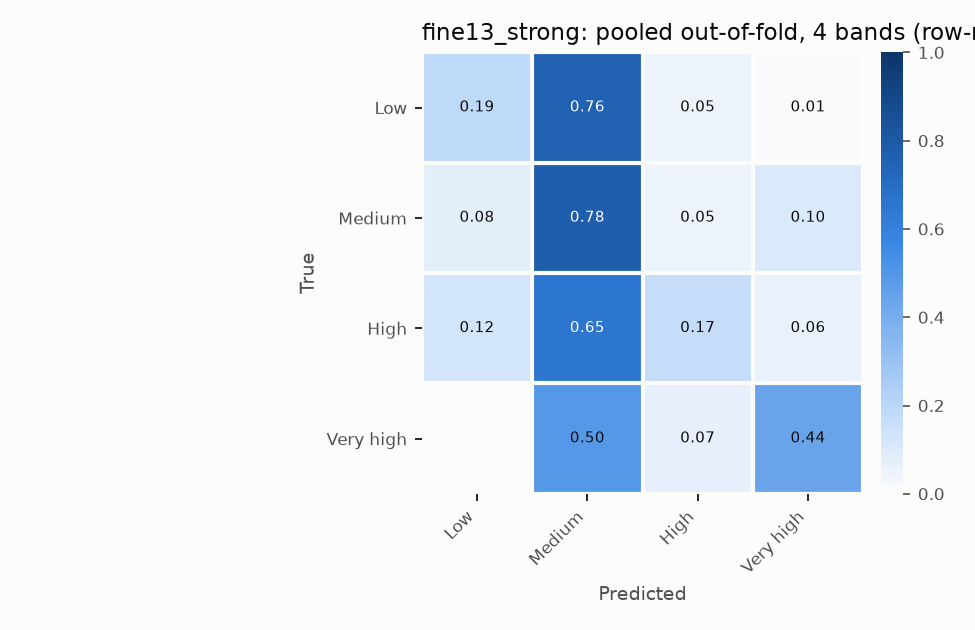 fine13_strong: pooled out-of-fold, 4 bands (row-
1.0
Low
0.19 0.76 0.05 0.01
0.8
Medium
0.08 0.78 0.05 0.10
0.6
True
High
0.12 0.65 0.17 0.06
0.4
Very high
0.50 0.07 0.44
0.2
0.0
Low Medium High Very high
Predicted